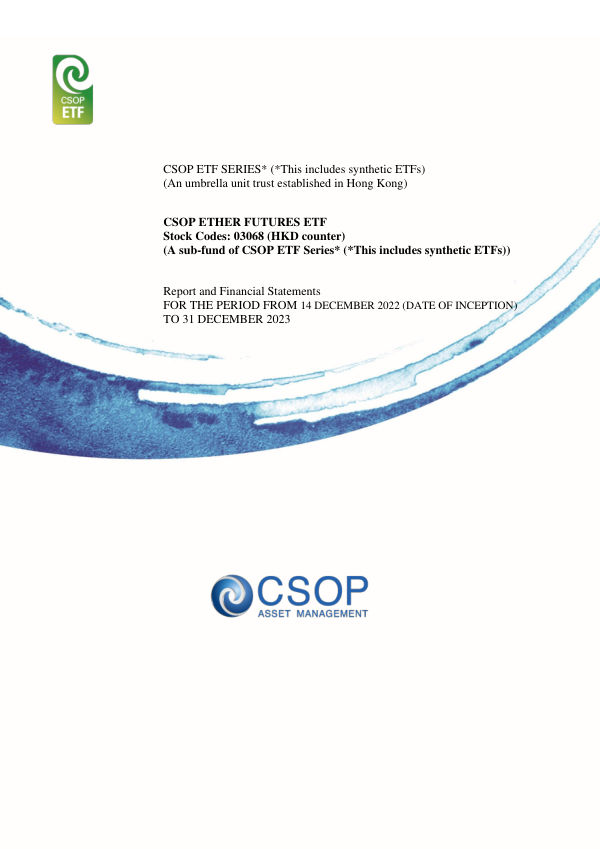 CSOP
ETF
CSOP ETF SERIES* (*This includes synthetic ETFs)
(An umbrella unit trust established in Hong Kong)
CSOP ETHER FUTURES ETF
Stock Codes: 03068 (HKD counter)
(A sub-fund of CSOP ETF Series* (*This includes synthetic ETFs))
Report and Financial Statements
FOR THE PERIOD FROM 14 DECEMBER 2022 (DATE OF INCEPTION)
TO 31 DECEMBER 2023
CSOP
ASSET MANAGEMENT